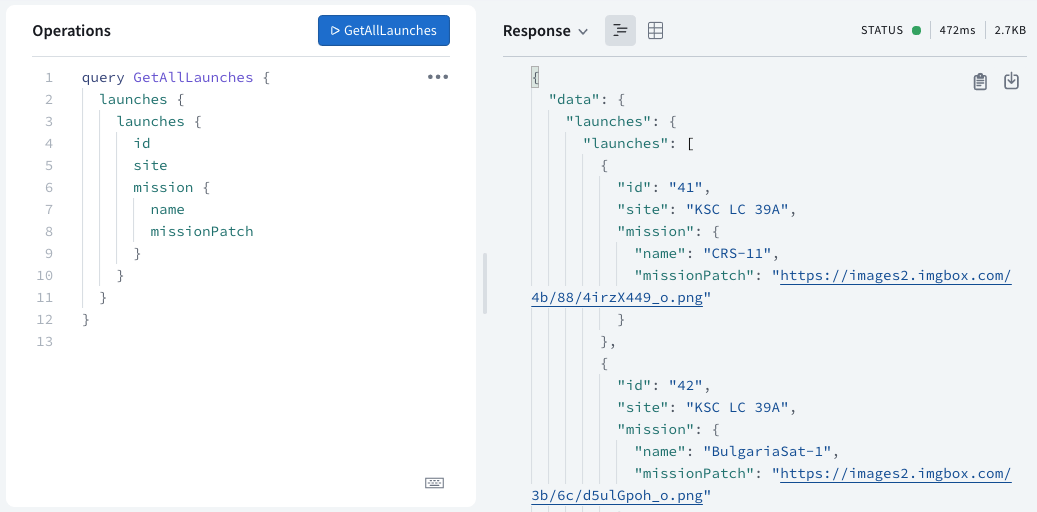 Operations
GetAllLaunches
1 query GetAllLaunches {
2 launches {
3 launches {
4 id
5 site
6 mission {
7 name
8 missionPatch
9 }
10 }
11 }
12 }
13
Response
STATUS 472ms 2.7KB
{
"data": {
"launches": {
"launches": [
{
"id": "41",
"site": "KSC LC 39A",
"mission": {
"name": "CRS-11",
"missionPatch": "https://images2.imgbox.com/
4b/88/4irzX449_o.png"
}
},
{
"id": "42",
"site": "KSC LC 39A",
"mission": {
"name": "BulgariaSat-1",
"missionPatch": "https://images2.imgbox.com/
3b/6c/d5ulGpoh_o.png"